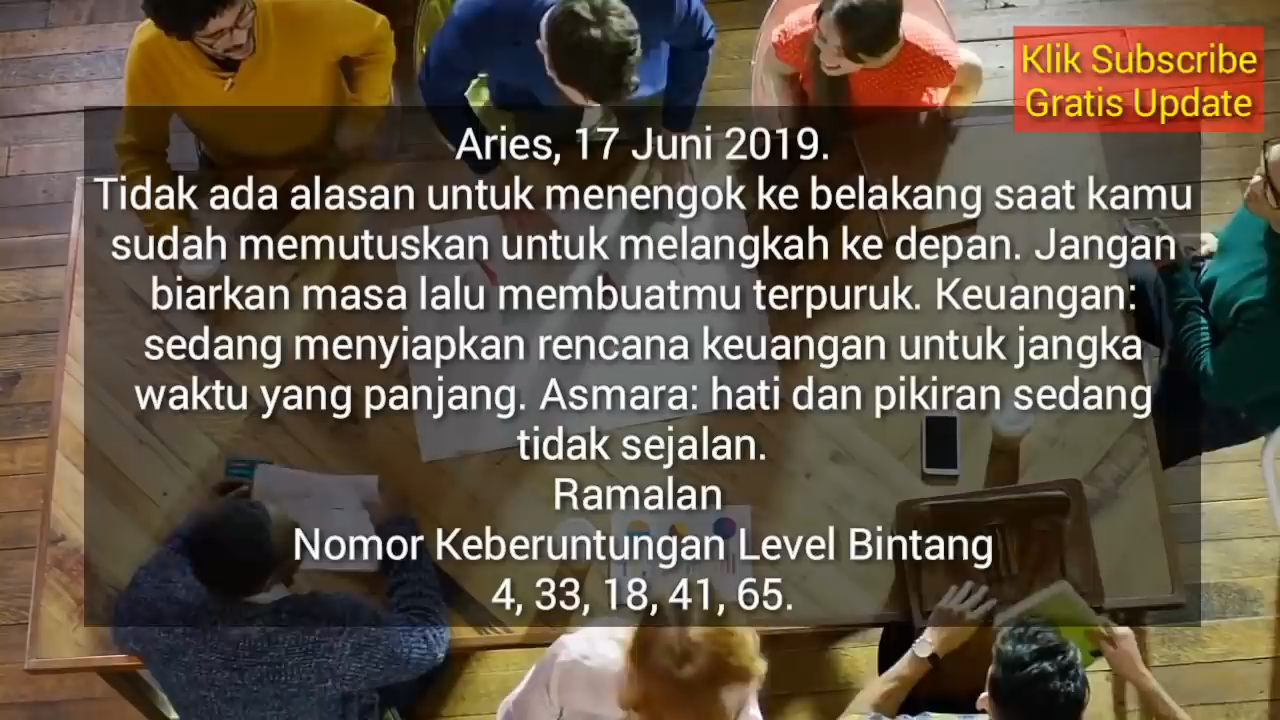 Klik Subscribe
Gratis Update
Aries, 17 Juni 2019.
Tidak ada alasan untuk menengok ke belakang saat kamu
sudah memutuskan untuk melangkah ke depan. Jangan
biarkan masa lalu membuatmu terpuruk. Keuangan:
sedang menyiapkan rencana keuangan untuk jangka
waktu yang panjang. Asmara: hati dan pikiran sedang
tidak sejalan.
Ramalan
Nomor Keberuntungan Level Bintang
4, 33, 18, 41, 65.